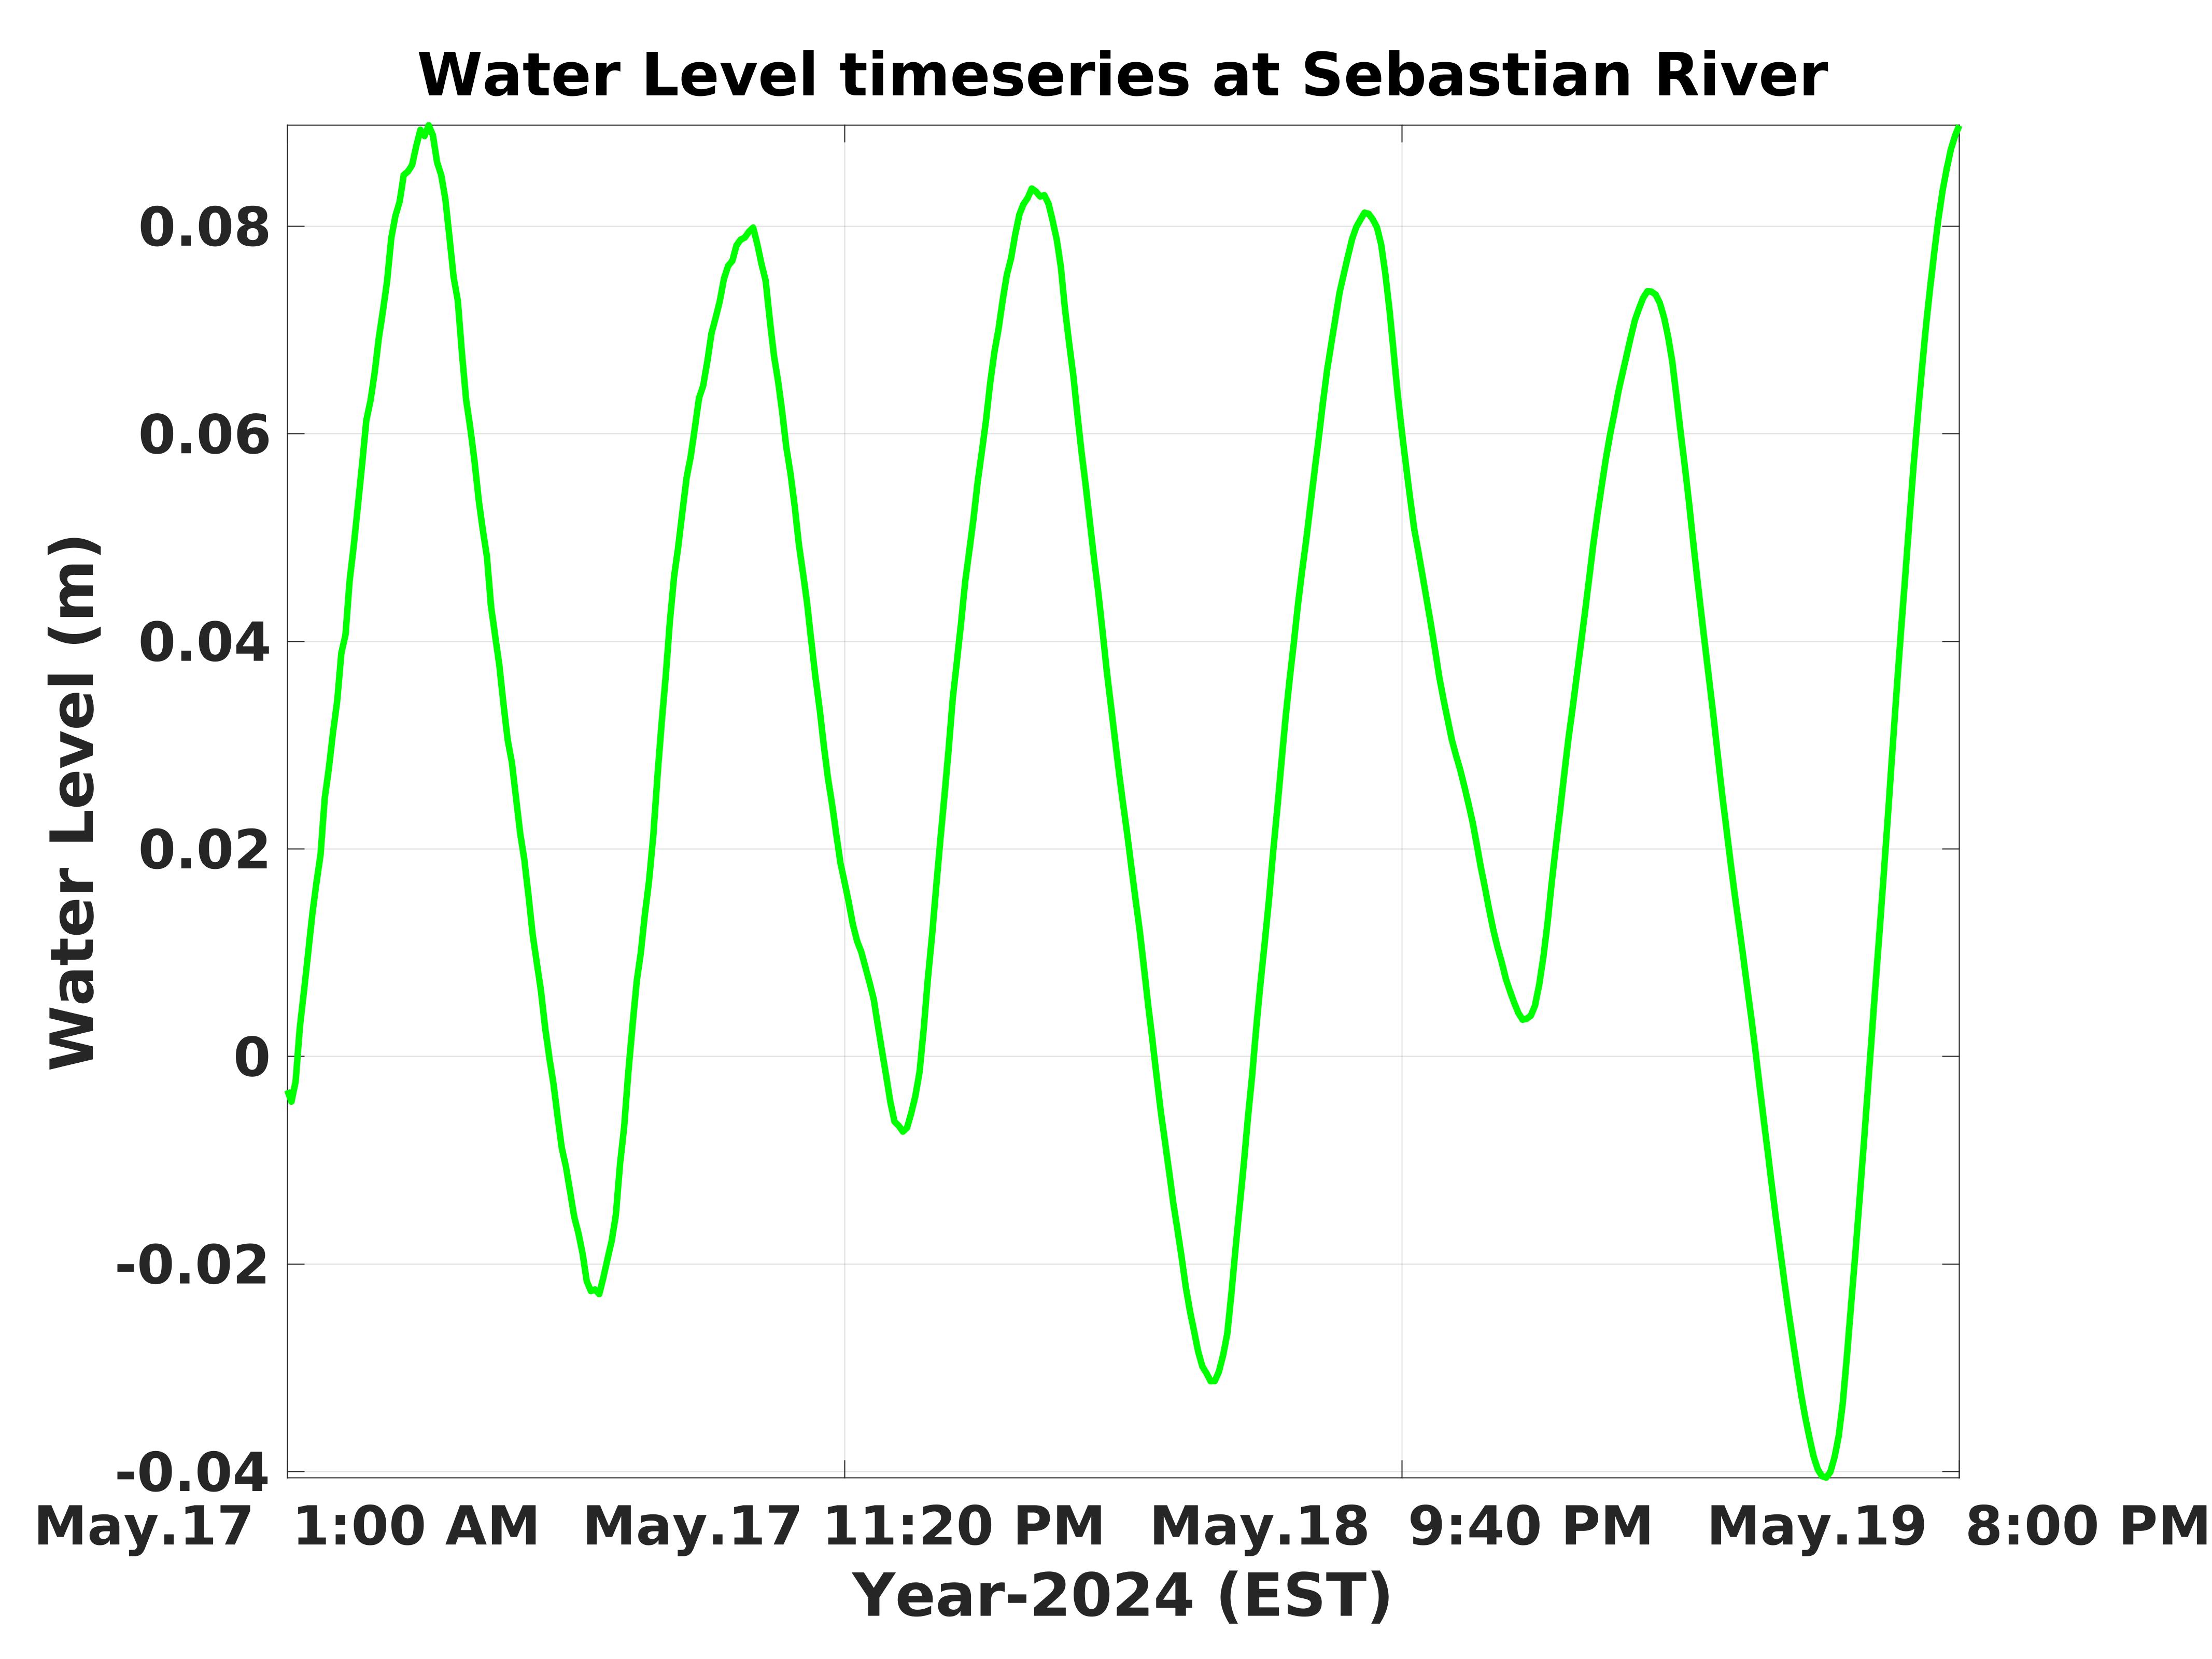 Water Level timeseries at Sebastian River
Water Level (m)
0.08
0.06
0.04
0.02
0
-0.02
-0.04
May.17 1:00 AM May.17 11:20 PM May.18 9:40 PM May.19 8:00 PM
Year-2024 (EST)